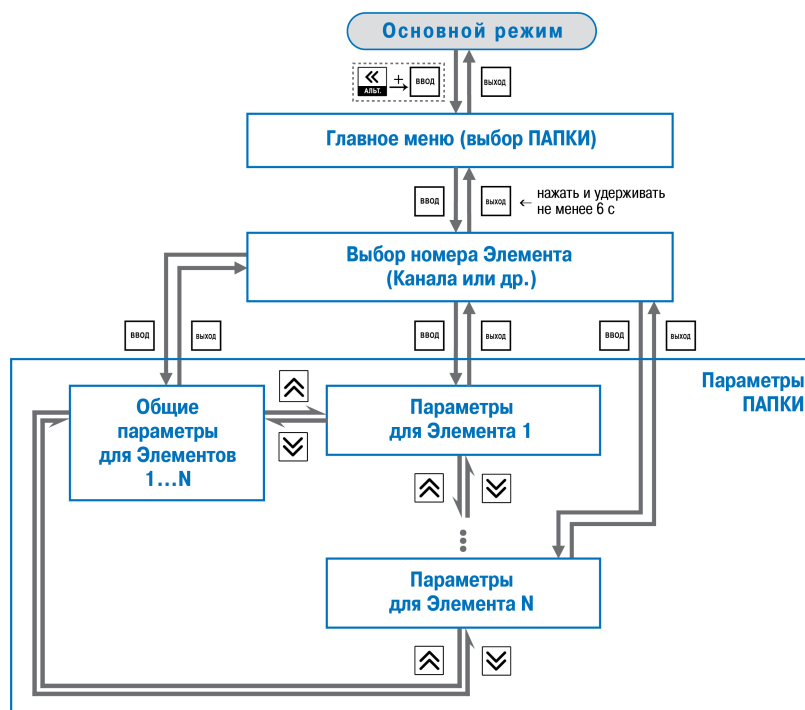 Основной режим
«
АЛЬТ.
+
ВВОД
ВЫХОД
Главное меню (выбор ПАПКИ)
ВВОД
ВЫХОД
← нажать и удерживать
не менее 6 с
Выбор номера Элемента
(Канала или др.)
ВВОД
ВЫХОД
ВВОД
ВЫХОД
ВВОД
ВЫХОД
Параметры
ПАПКИ
Общие
параметры
для Элементов
1...N
Параметры
для Элемента 1
Параметры
для Элемента N